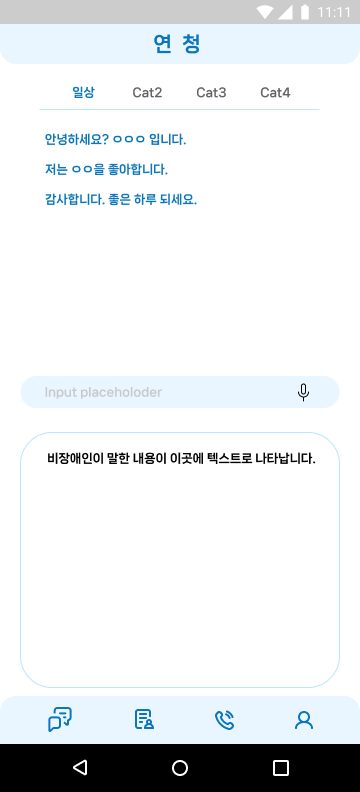 11:11
연 청
일상 Cat2 Cat3 Cat4
안녕하세요? ㅇㅇㅇ 입니다.
저는 ㅇㅇ을 좋아합니다.
감사합니다. 좋은 하루 되세요.
Input placeholoder
비장애인이 말한 내용이 이곳에 텍스트로 나타납니다.